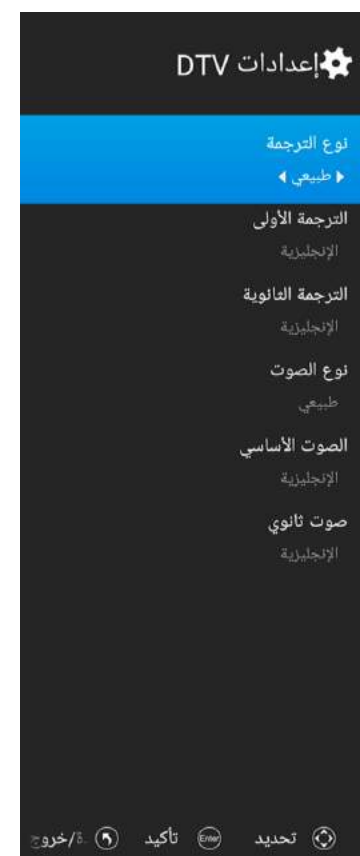 إعدادات DTV
نوع الترجمة
طبيعي
الترجمة الأولى
الإنجليزية
الترجمة الثانوية
الإنجليزية
نوع الصوت
طبيعي
الصوت الأساسي
الإنجليزية
صوت ثانوي
الإنجليزية
تحديد Enter تأكيد ـة/خروج